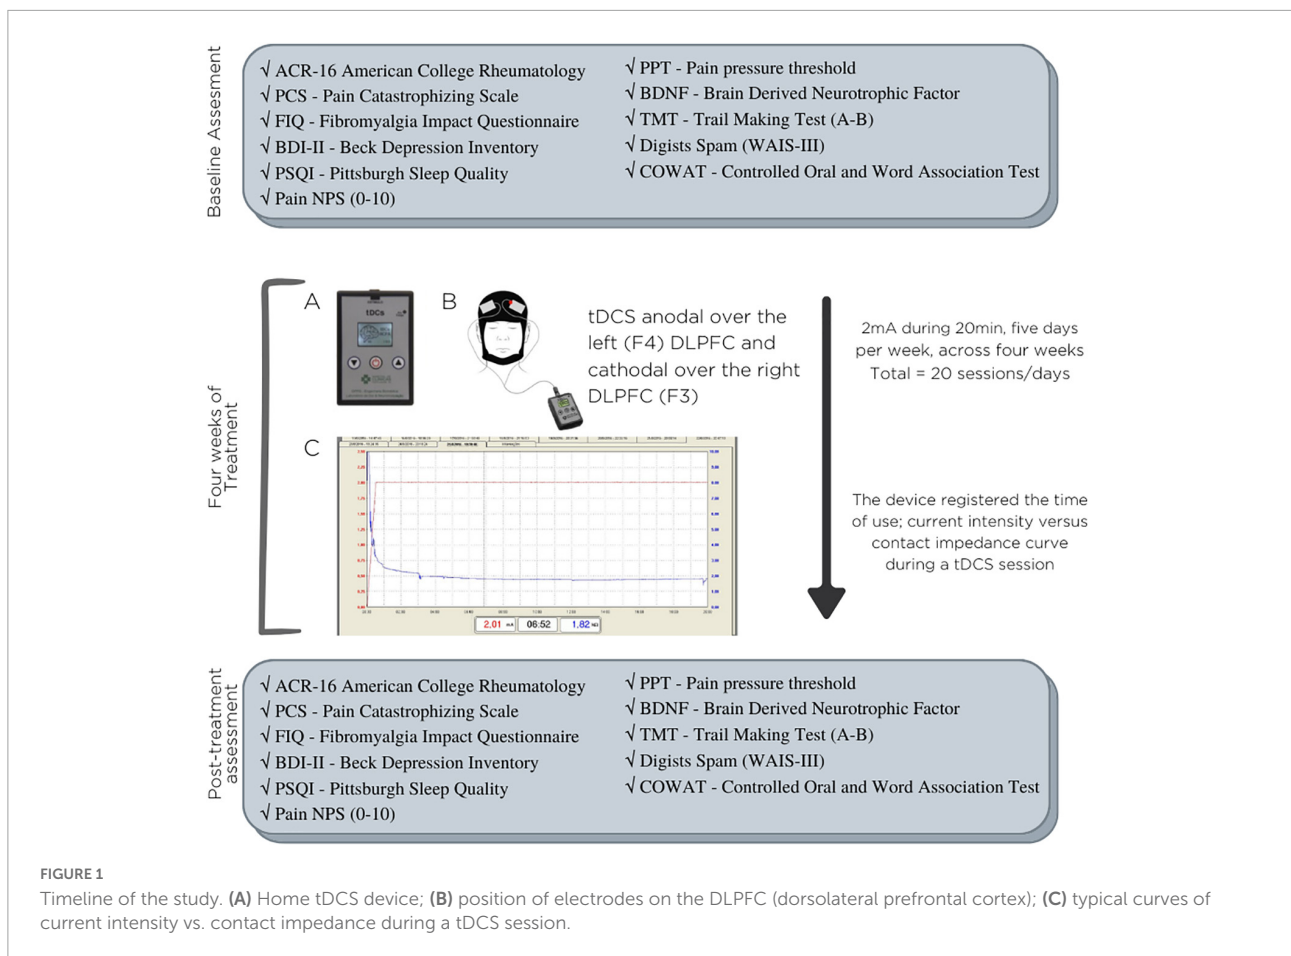 Baseline Assesment
√ ACR-16 American College Rheumatology
√ PCS - Pain Catastrophizing Scale
√ FIQ - Fibromyalgia Impact Questionnaire
√ BDI-II - Beck Depression Inventory
√ PSQI - Pittsburgh Sleep Quality
√ Pain NPS (0-10)
√ PPT - Pain pressure threshold
√ BDNF - Brain Derived Neurotrophic Factor
√ TMT - Trail Making Test (A-B)
√ Digists Spam (WAIS-III)
√ COWAT - Controlled Oral and Word Association Test
Four weeks of
Treatment
A
tDCs
B
tDCS anodal over the
left (F4) DLPFC and
cathodal over the right
DLPFC (F3)
2mA during 20min, five days
per week, across four weeks
Total = 20 sessions/days
C
2,01 mA 06:52 1,82 kΩ
The device registered the time
of use; current intensity versus
contact impedance curve
during a tDCS session
Post-treatment
assessment
√ ACR-16 American College Rheumatology
√ PCS - Pain Catastrophizing Scale
√ FIQ - Fibromyalgia Impact Questionnaire
√ BDI-II - Beck Depression Inventory
√ PSQI - Pittsburgh Sleep Quality
√ Pain NPS (0-10)
√ PPT - Pain pressure threshold
√ BDNF - Brain Derived Neurotrophic Factor
√ TMT - Trail Making Test (A-B)
√ Digists Spam (WAIS-III)
√ COWAT - Controlled Oral and Word Association Test
FIGURE 1
Timeline of the study. (A) Home tDCS device; (B) position of electrodes on the DLPFC (dorsolateral prefrontal cortex); (C) typical curves of
current intensity vs. contact impedance during a tDCS session.